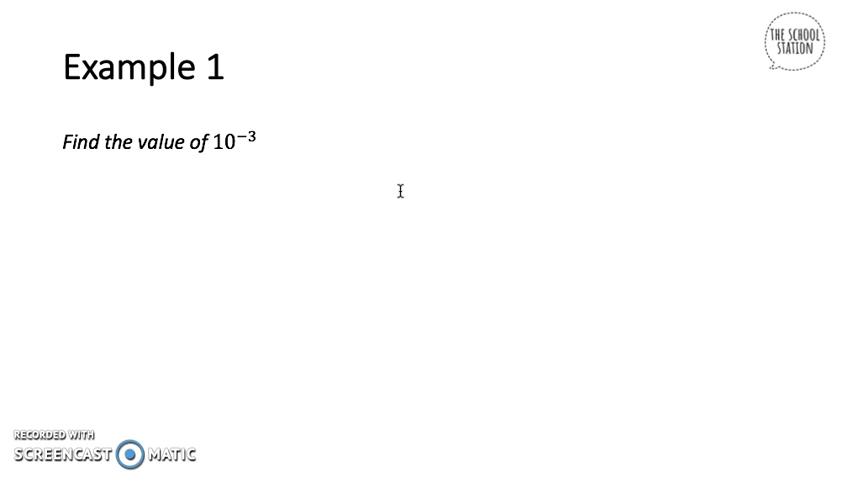 THE SCHOOL
STATION
Example 1
Find the value of 10⁻³
RECORDED WITH
SCREENCAST MATIC